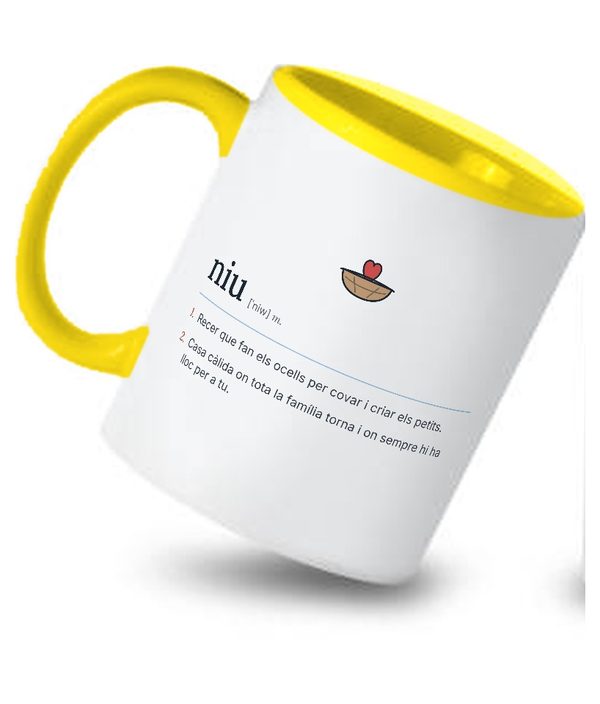 niu ['niw] m.
1. Recer que fan els ocells per covar i criar els petits.
2. Casa càlida on tota la família torna i on sempre hi ha
lloc per a tu.